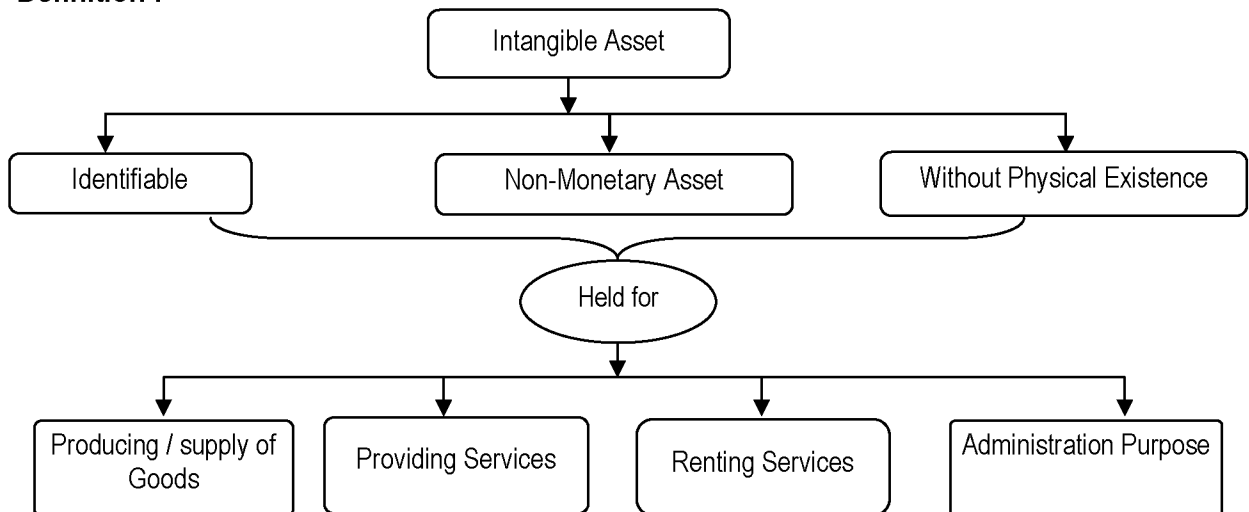 Intangible Asset
Identifiable
Non-Monetary Asset
Without Physical Existence
Held for
Producing / supply of
Goods
Providing Services
Renting Services
Administration Purpose